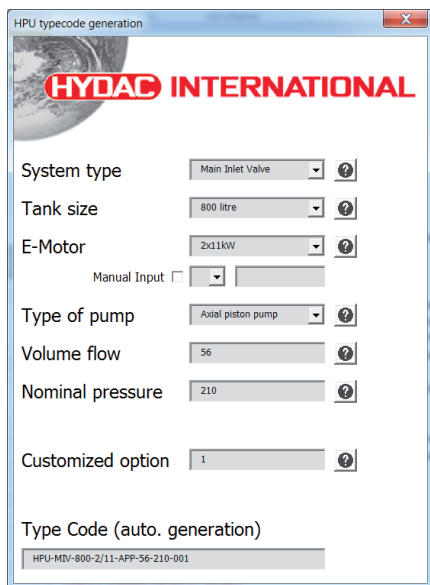 HPU typecode generation
HYDAC INTERNATIONAL
System type Main Inlet Valve ?
Tank size 800 litre ?
E-Motor 2x11kW ?
Manual Input
Type of pump Axial piston pump ?
Volume flow 56 ?
Nominal pressure 210 ?
Customized option 1 ?
Type Code (auto. generation)
HPU-MIV-800-2/11-APP-56-210-001